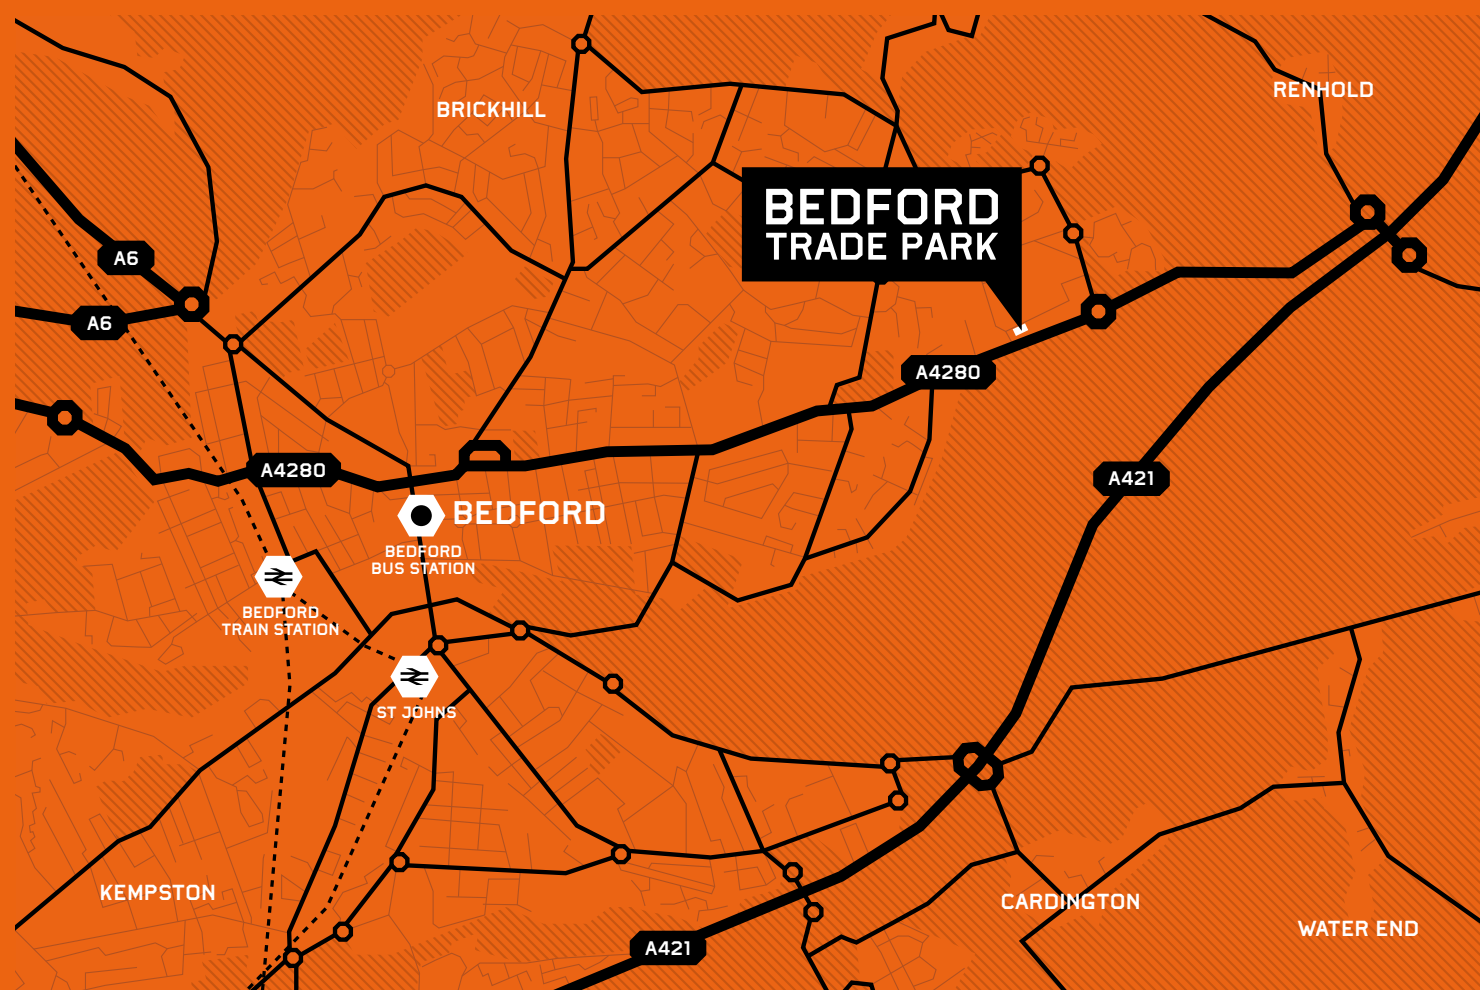 RENHOLD
BRICKHILL
BEDFORD
TRADE PARK
A6
A6
A4280
A4280
A421
BEDFORD
BEDFORD
BUS STATION
BEDFORD
TRAIN STATION
ST JOHNS
KEMPSTON
CARDINGTON
WATER END
A421